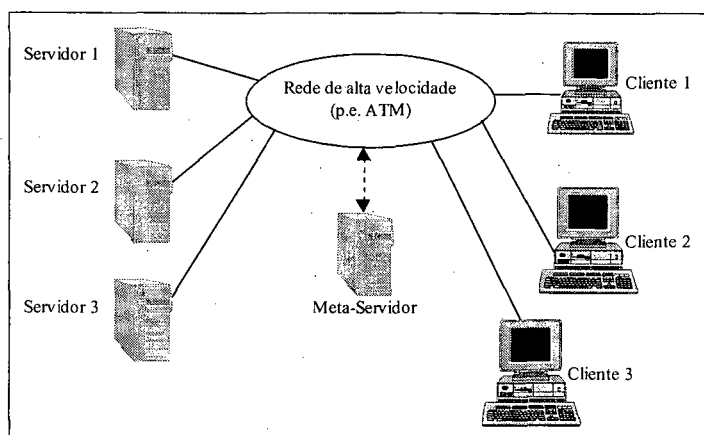 Servidor 1
Rede de alta velocidade
(p.e. ATM)
Cliente 1
Servidor 2
Cliente 2
Servidor 3
Meta-Servidor
Cliente 3